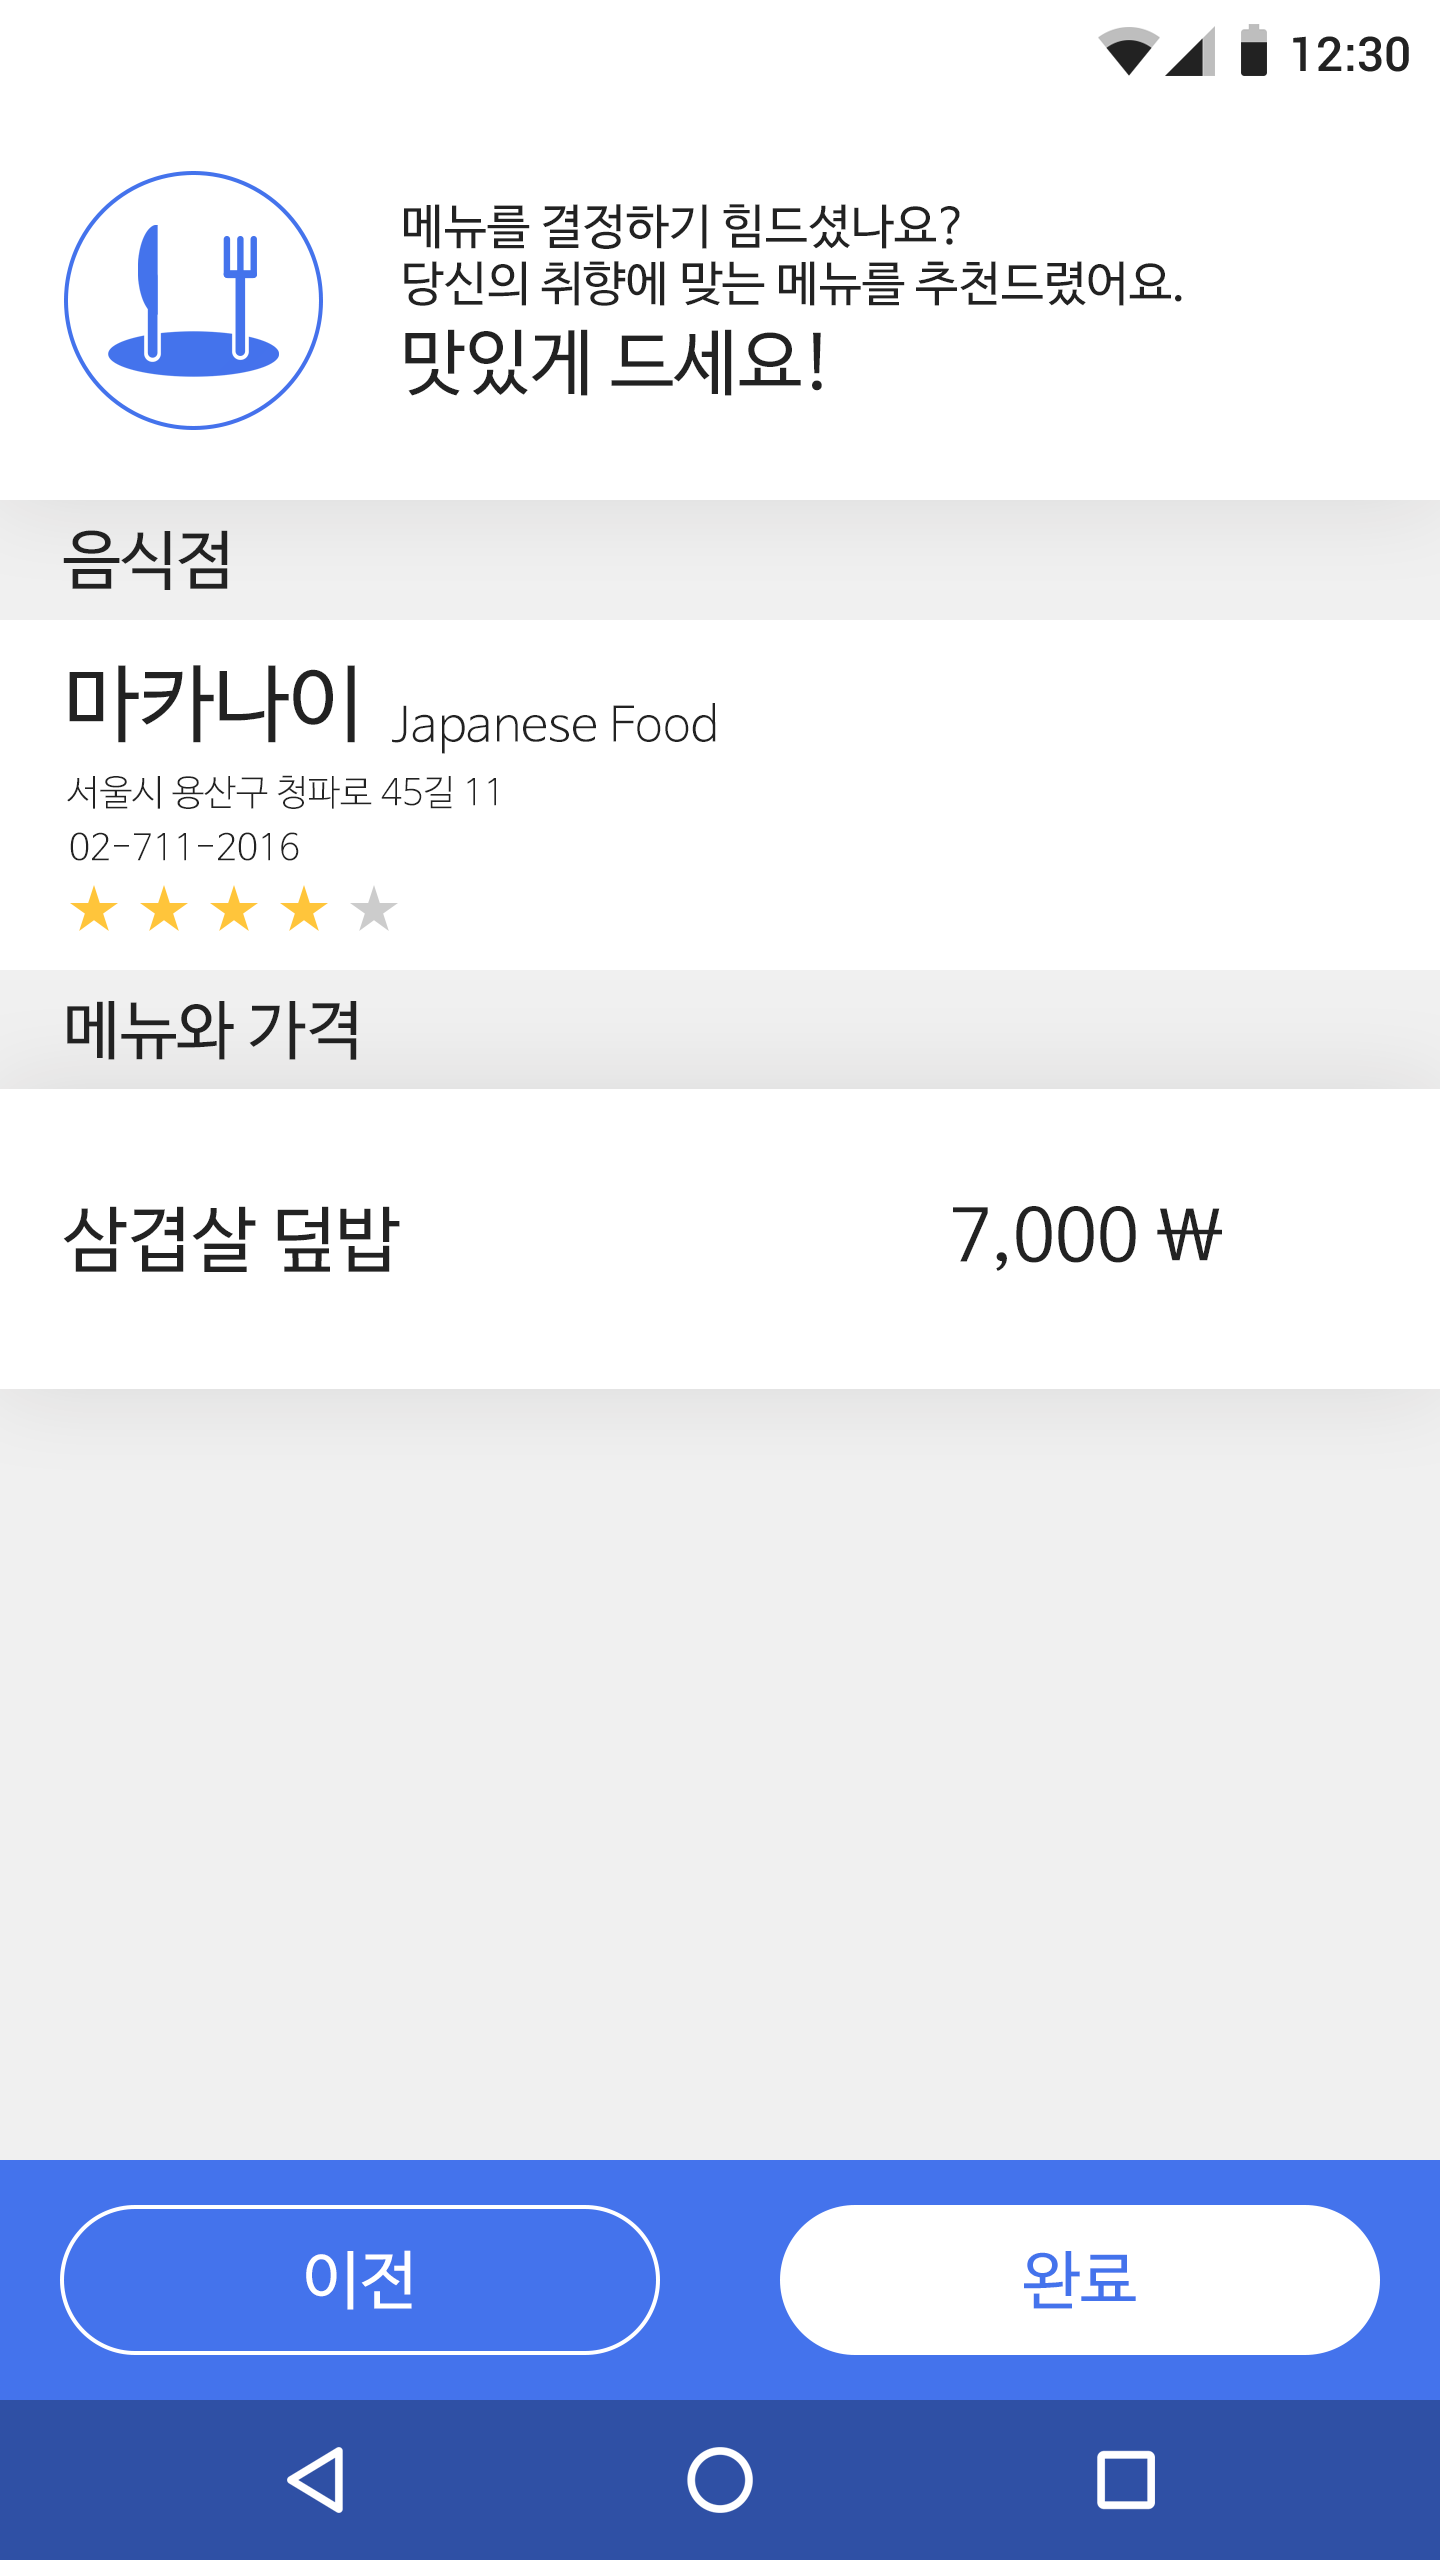 12:30
메뉴를 결정하기 힘드셨나요?
당신의 취향에 맞는 메뉴를 추천드렸어요.
맛있게 드세요!
음식점
마카나이 Japanese Food
서울시 용산구 청파로 45길 11
02-711-2016
메뉴와 가격
삼겹살 덮밥 7,000 ₩
이전 완료